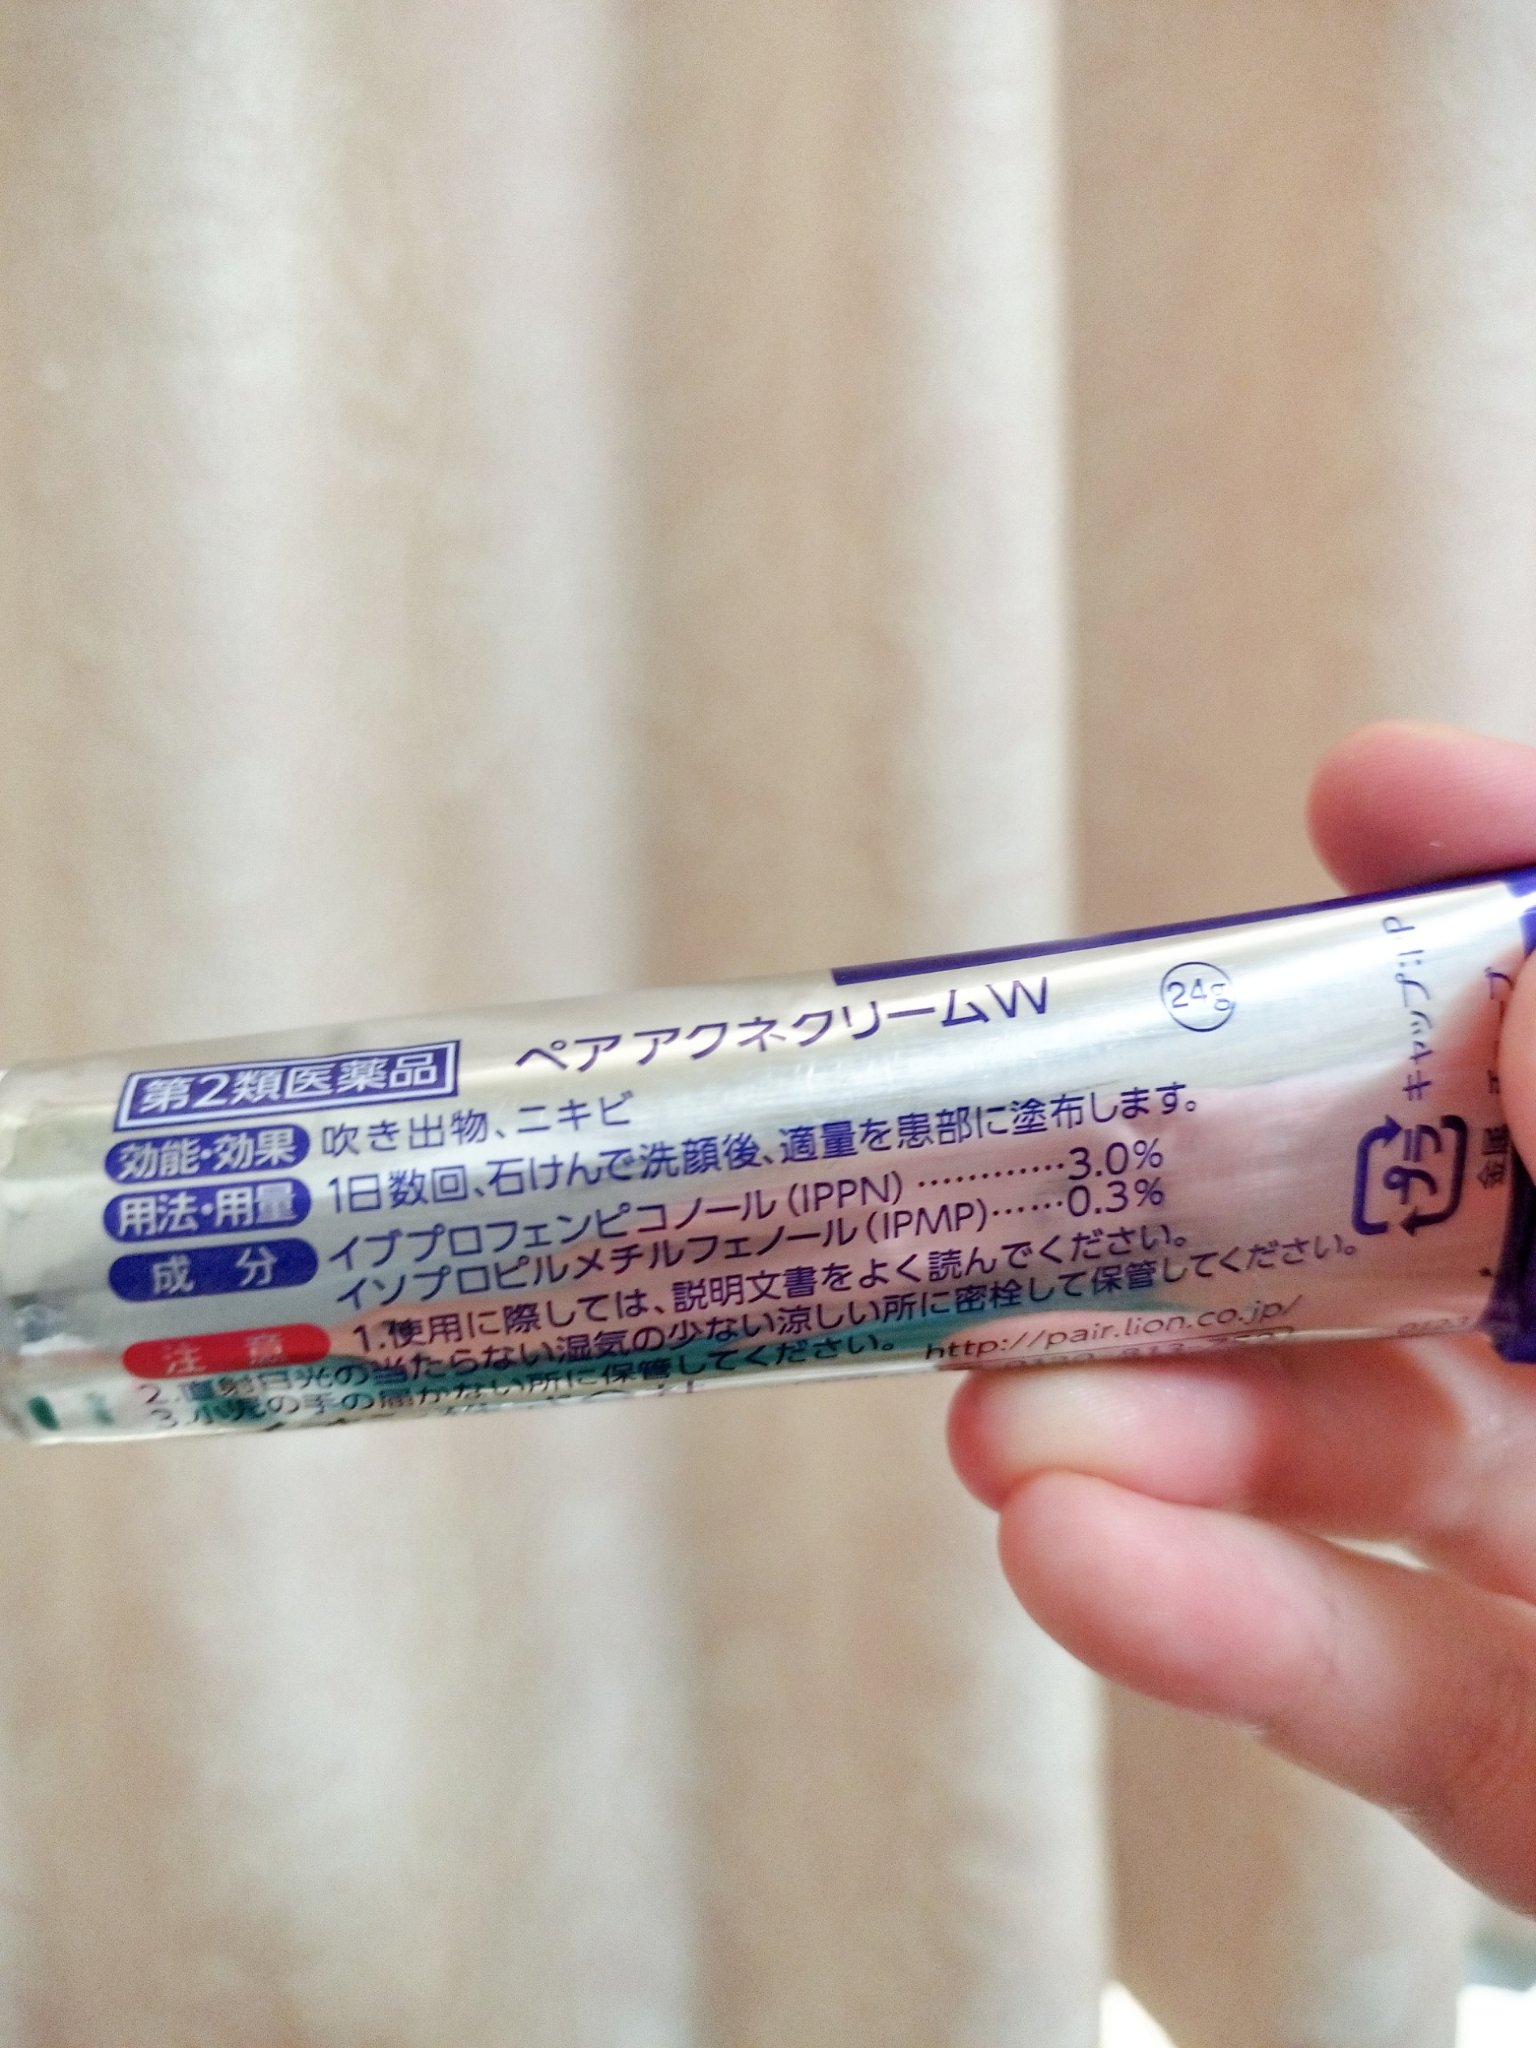 第2類医薬品 ペアアクネクリームW 24g
効能・効果 吹き出物、ニキビ
用法・用量 1日数回、石けんで洗顔後、適量を患部に塗布します。
成分 イブプロフェンピコノール(IPPN)…………3.0%
イソプロピルメチルフェノール(IPMP)……0.3%
注意 1.使用に際しては、説明文書をよく読んでください。
2.直射日光の当たらない湿気の少ない涼しい所に密栓して保管してください。
3.小児の手の届かない所に保管してください。
http://pair.lion.co.jp/
プラ
キャップ:P
金属